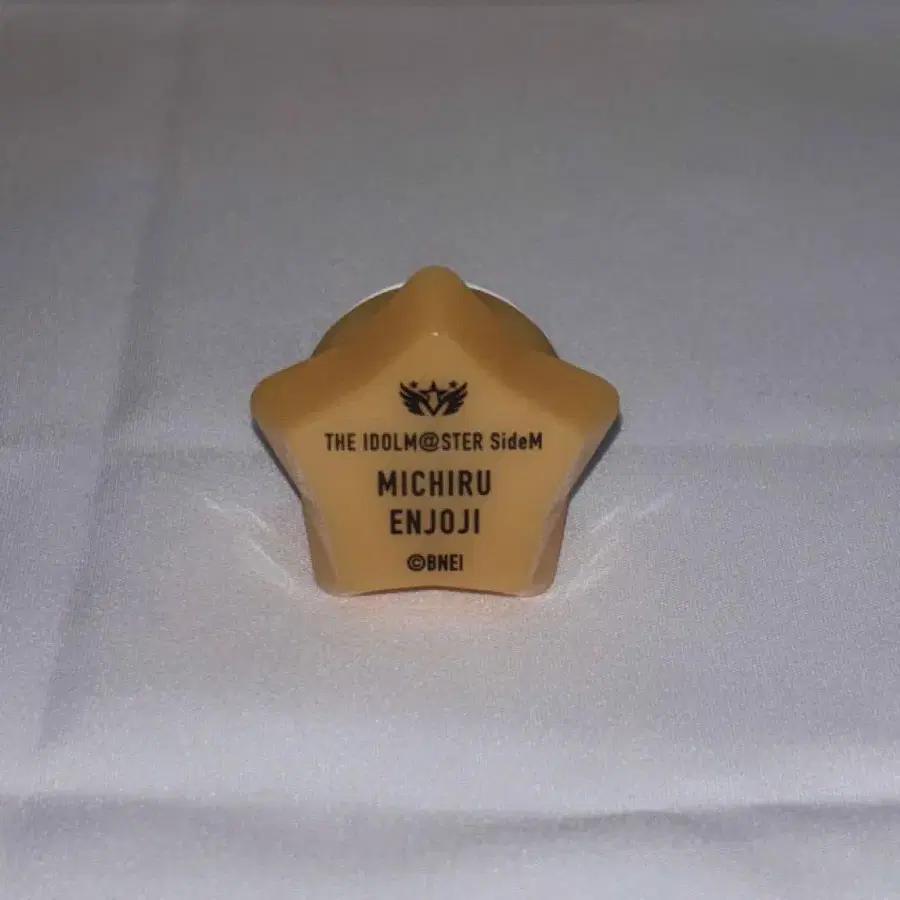 THE IDOLM@STER SideM
MICHIRU
ENJOJI
©BNEI